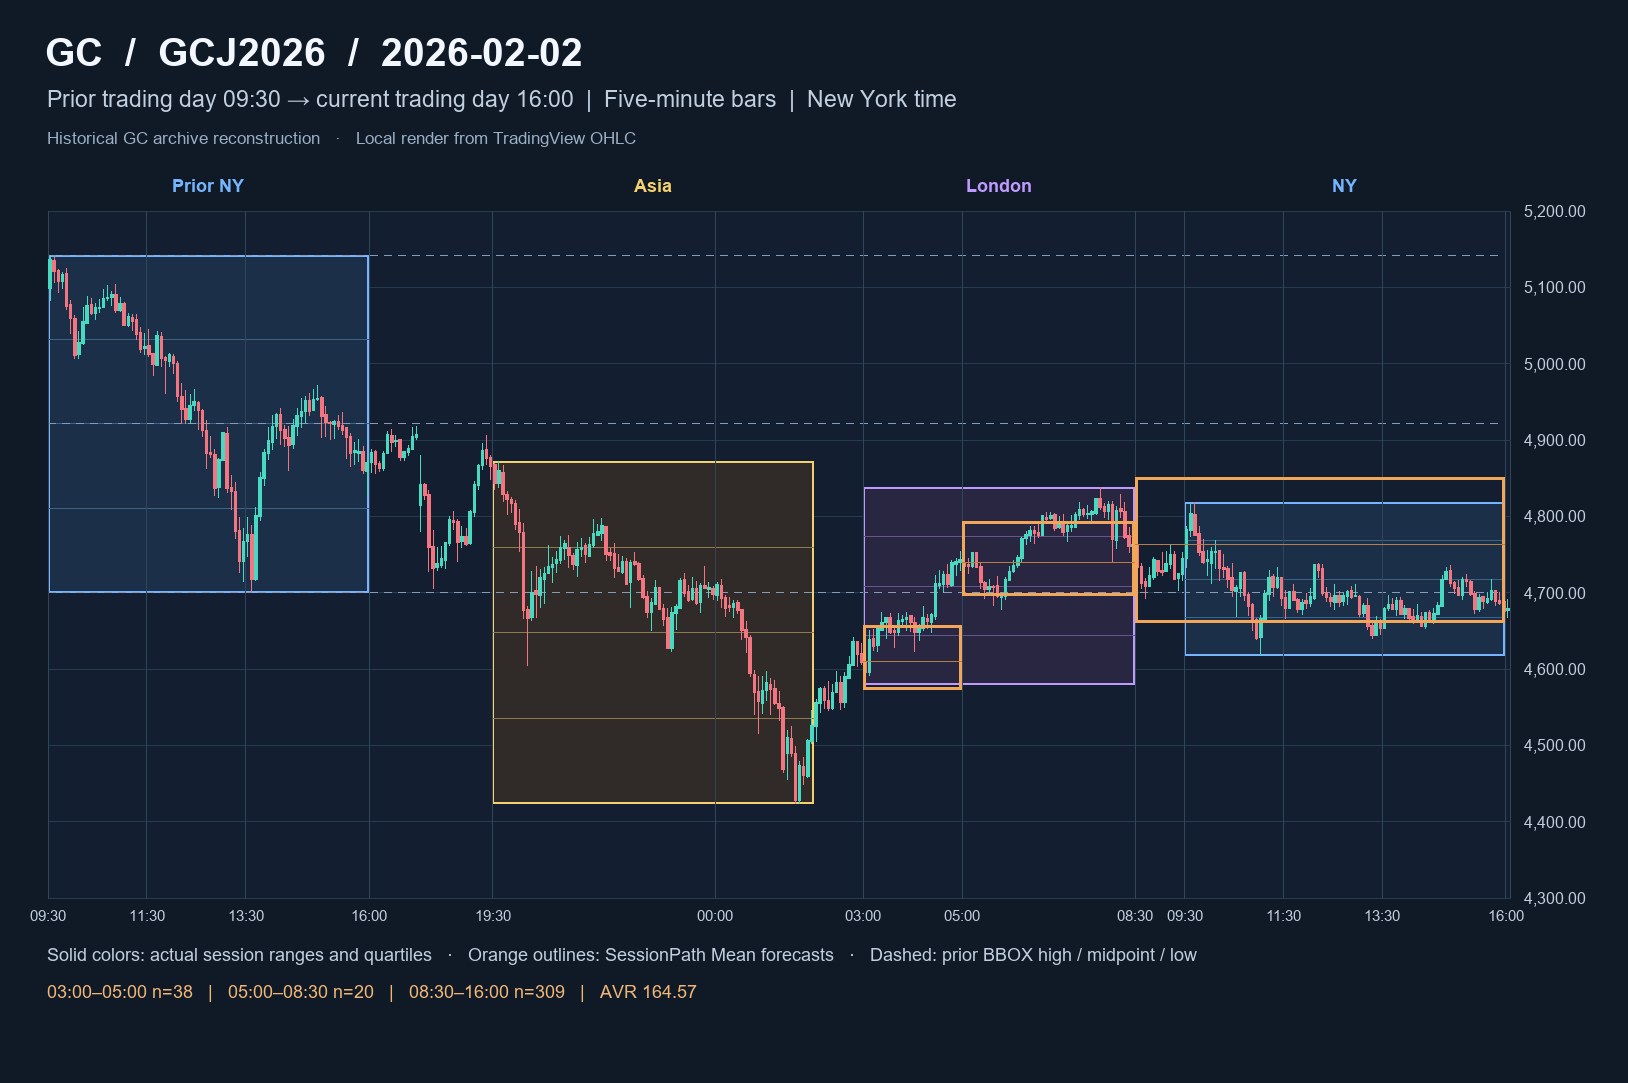 GC / GCJ2026 / 2026-02-02
Prior trading day 09:30 → current trading day 16:00 | Five-minute bars | New York time
Historical GC archive reconstruction · Local render from TradingView OHLC
Prior NY Asia London NY
5,200.00
5,100.00
5,000.00
4,900.00
4,800.00
4,700.00
4,600.00
4,500.00
4,400.00
4,300.00
09:30 11:30 13:30 16:00 19:30 00:00 03:00 05:00 08:30 09:30 11:30 13:30 16:00
Solid colors: actual session ranges and quartiles · Orange outlines: SessionPath Mean forecasts · Dashed: prior BBOX high / midpoint / low
03:00–05:00 n=38 | 05:00–08:30 n=20 | 08:30–16:00 n=309 | AVR 164.57